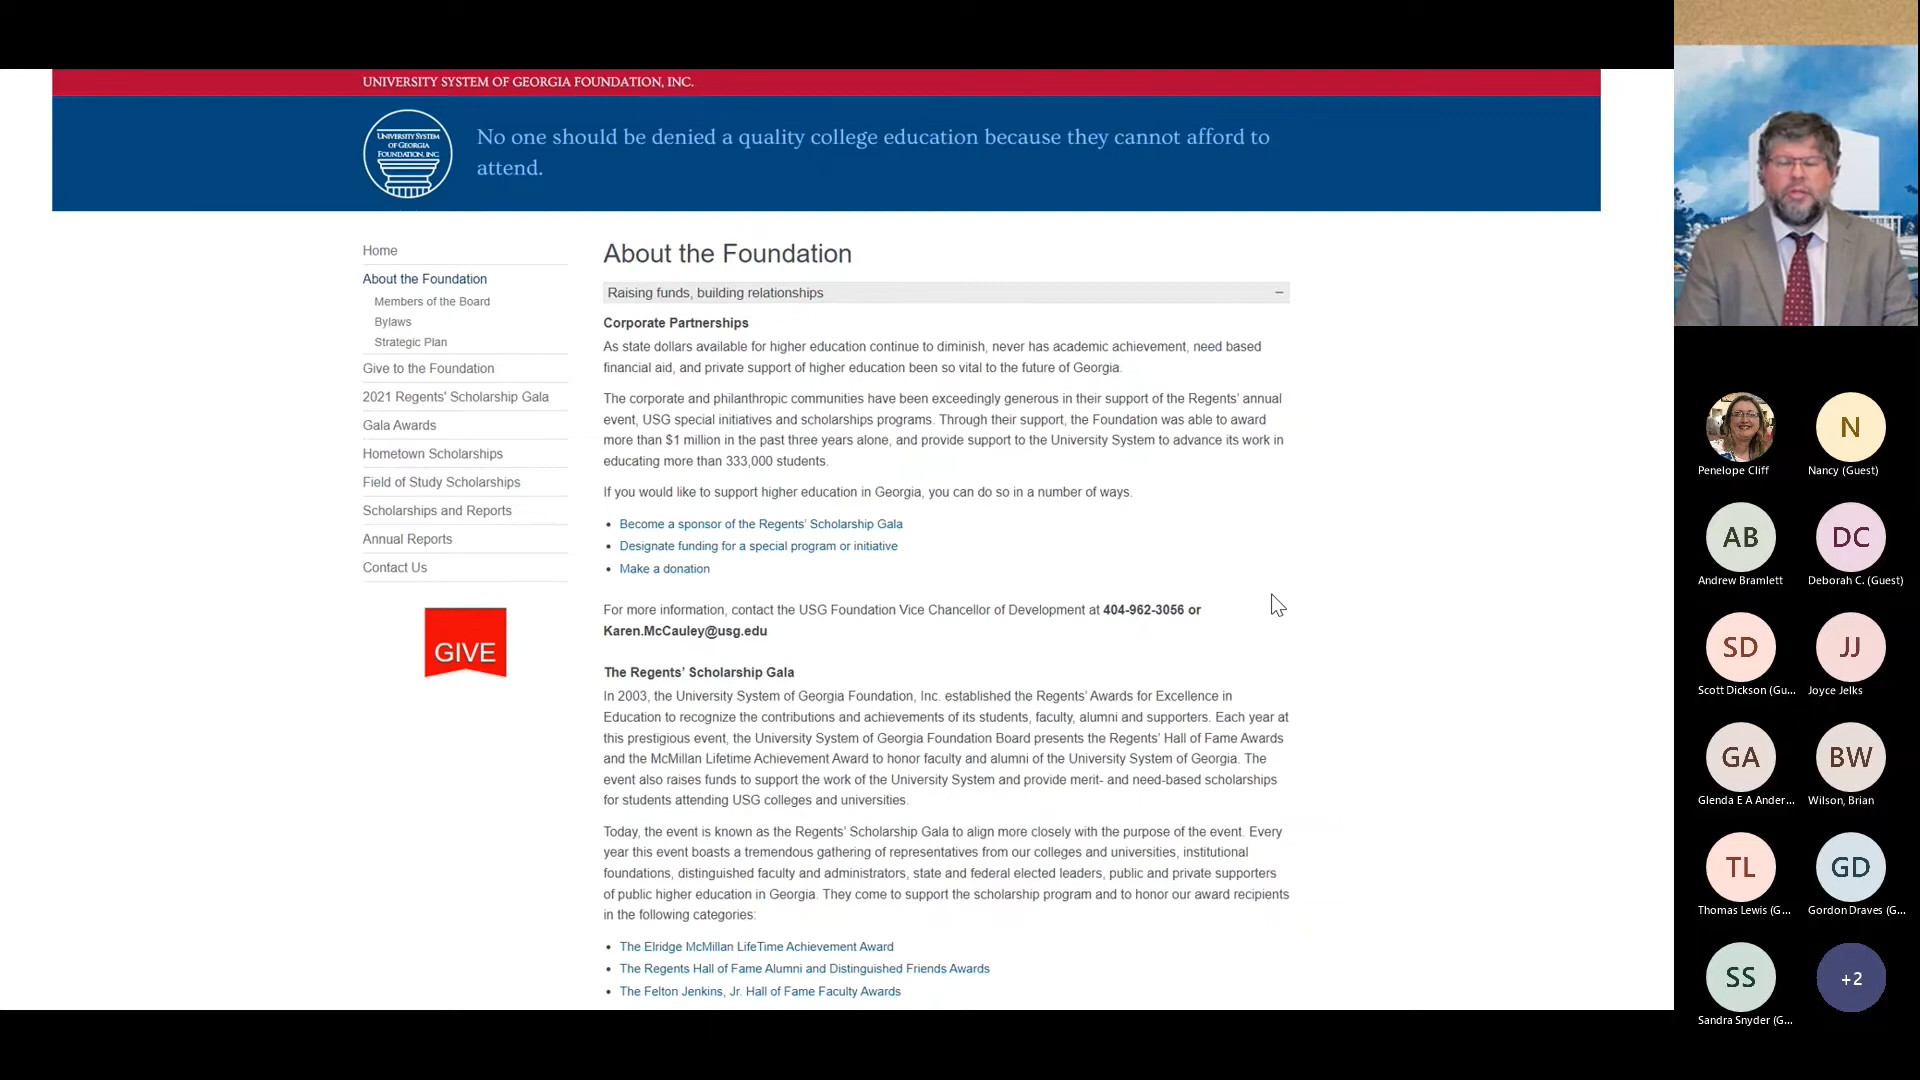 UNIVERSITY SYSTEM OF GEORGIA FOUNDATION, INC.
UNIVERSITY SYSTEM
OF GEORGIA
FOUNDATION, INC.
No one should be denied a quality college education because they cannot afford to
attend.
Home
About the Foundation
Members of the Board
Bylaws
Strategic Plan
Give to the Foundation
2021 Regents' Scholarship Gala
Gala Awards
Hometown Scholarships
Field of Study Scholarships
Scholarships and Reports
Annual Reports
Contact Us
GIVE
About the Foundation
Raising funds, building relationships −
Corporate Partnerships
As state dollars available for higher education continue to diminish, never has academic achievement, need based
financial aid, and private support of higher education been so vital to the future of Georgia.
The corporate and philanthropic communities have been exceedingly generous in their support of the Regents’ annual
event, USG special initiatives and scholarships programs. Through their support, the Foundation was able to award
more than $1 million in the past three years alone, and provide support to the University System to advance its work in
educating more than 333,000 students.
If you would like to support higher education in Georgia, you can do so in a number of ways.
• Become a sponsor of the Regents’ Scholarship Gala
• Designate funding for a special program or initiative
• Make a donation
For more information, contact the USG Foundation Vice Chancellor of Development at 404-962-3056 or
Karen.McCauley@usg.edu
The Regents’ Scholarship Gala
In 2003, the University System of Georgia Foundation, Inc. established the Regents’ Awards for Excellence in
Education to recognize the contributions and achievements of its students, faculty, alumni and supporters. Each year at
this prestigious event, the University System of Georgia Foundation Board presents the Regents’ Hall of Fame Awards
and the McMillan Lifetime Achievement Award to honor faculty and alumni of the University System of Georgia. The
event also raises funds to support the work of the University System and provide merit- and need-based scholarships
for students attending USG colleges and universities.
Today, the event is known as the Regents’ Scholarship Gala to align more closely with the purpose of the event. Every
year this event boasts a tremendous gathering of representatives from our colleges and universities, institutional
foundations, distinguished faculty and administrators, state and federal elected leaders, public and private supporters
of public higher education in Georgia. They come to support the scholarship program and to honor our award recipients
in the following categories:
• The Elridge McMillan LifeTime Achievement Award
• The Regents Hall of Fame Alumni and Distinguished Friends Awards
• The Felton Jenkins, Jr. Hall of Fame Faculty Awards
N
Penelope Cliff
Nancy (Guest)
AB
DC
Andrew Bramlett
Deborah C. (Guest)
SD
JJ
Scott Dickson (Gu...
Joyce Jelks
GA
BW
Glenda E A Ander...
Wilson, Brian
TL
GD
Thomas Lewis (G...
Gordon Draves (G...
SS
+2
Sandra Snyder (G...